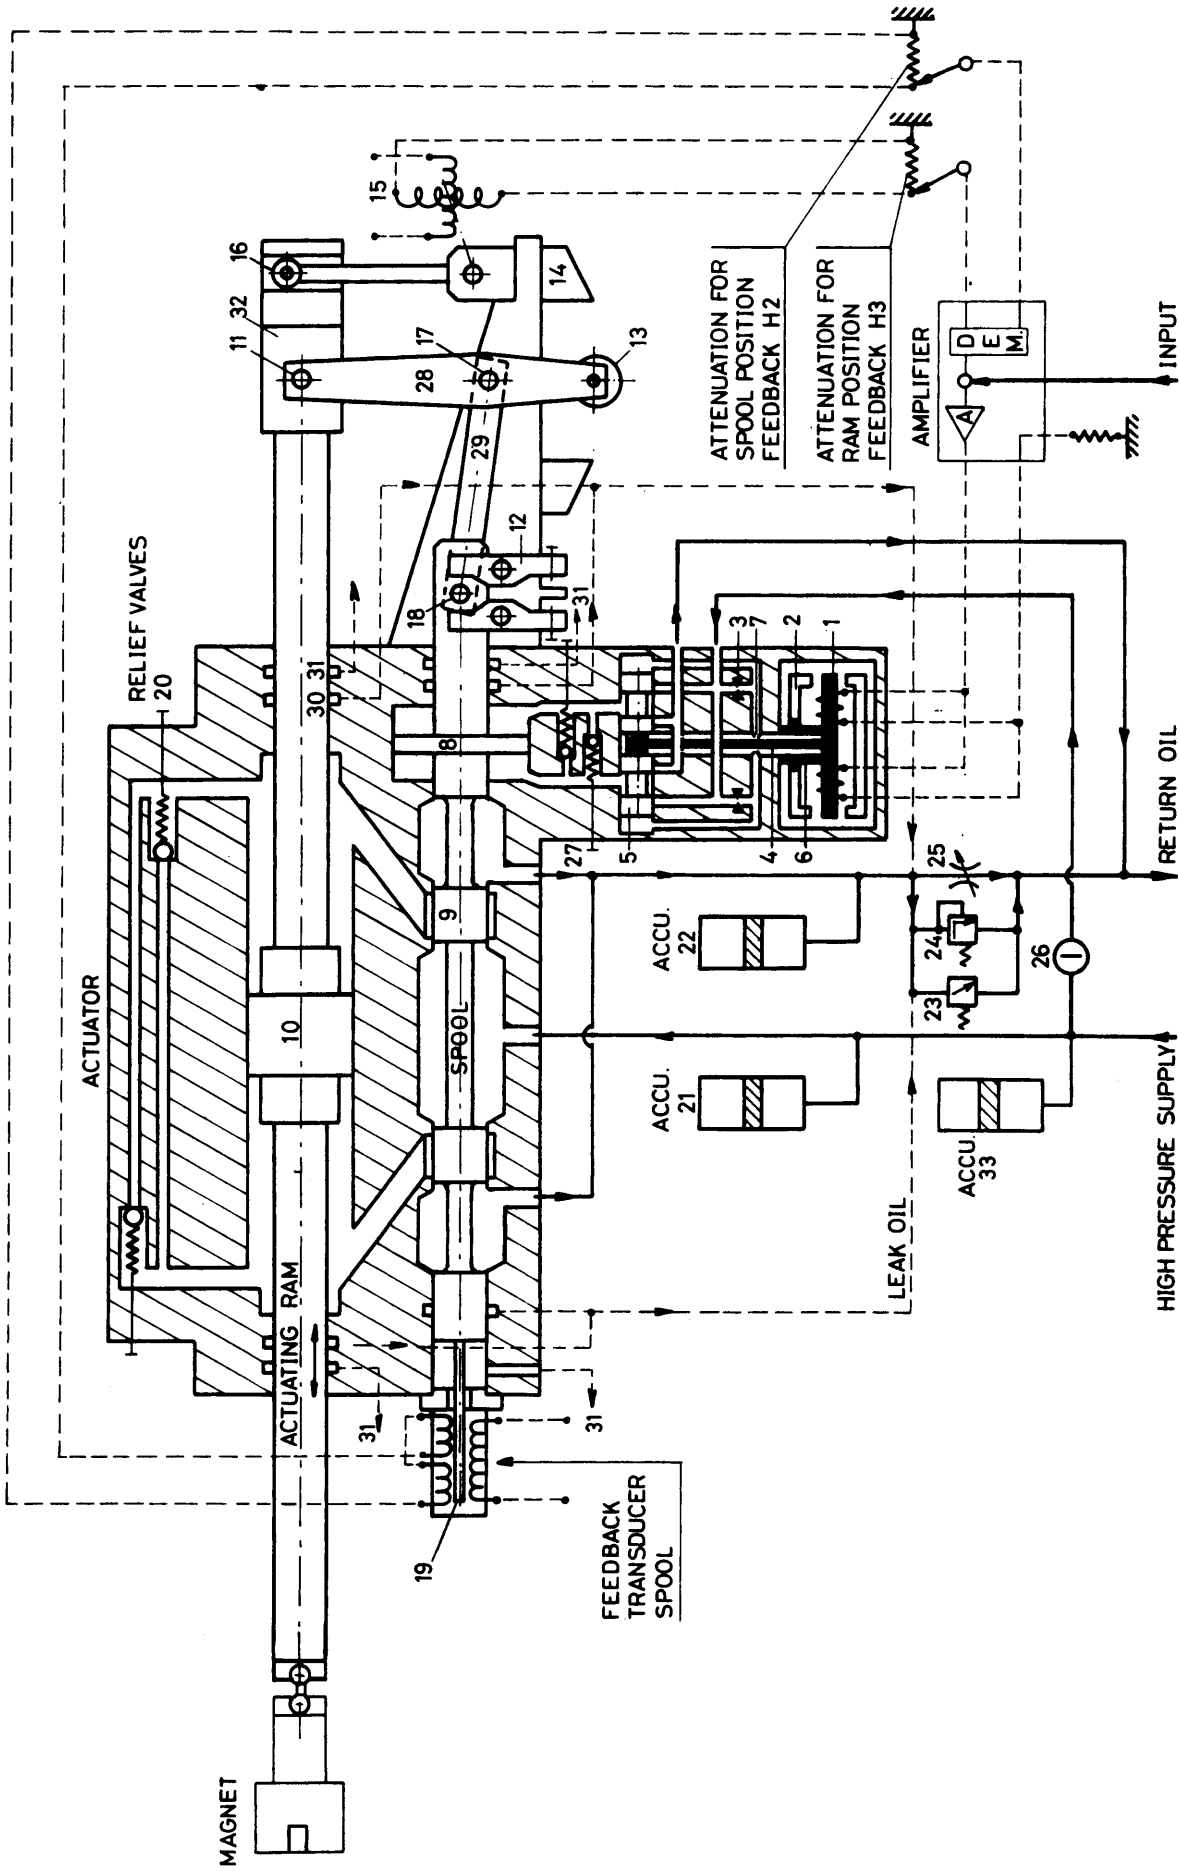 MAGNET
ACTUATOR
RELIEF VALVES
20
ACTUATING RAM
10
30
31
11
32
16
15
31
19
SPOOL
9
8
18
12
29
28
17
13
14
31
31
27
5
4
6
3
7
2
1
FEEDBACK
TRANSDUCER
SPOOL
ACCU.
21
ACCU.
22
ACCU.
33
LEAK OIL
23
24
25
26
ATTENUATION FOR
SPOOL POSITION
FEEDBACK H2
ATTENUATION FOR
RAM POSITION
FEEDBACK H3
AMPLIFIER
A
D
E
M.
INPUT
HIGH PRESSURE SUPPLY
RETURN OIL